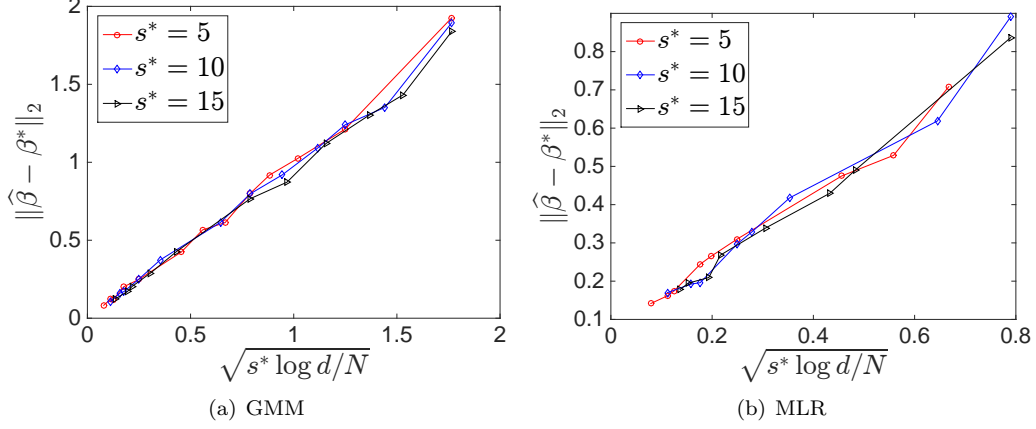 2
1.5
1
0.5
0
0 0.5 1 1.5 2
s* = 5
s* = 10
s* = 15
||β̂ − β*||₂
√(s* log d/N)
(a) GMM
0.8
0.7
0.6
0.5
0.4
0.3
0.2
0.1
0.2 0.4 0.6 0.8
s* = 5
s* = 10
s* = 15
||β̂ − β*||₂
√(s* log d/N)
(b) MLR